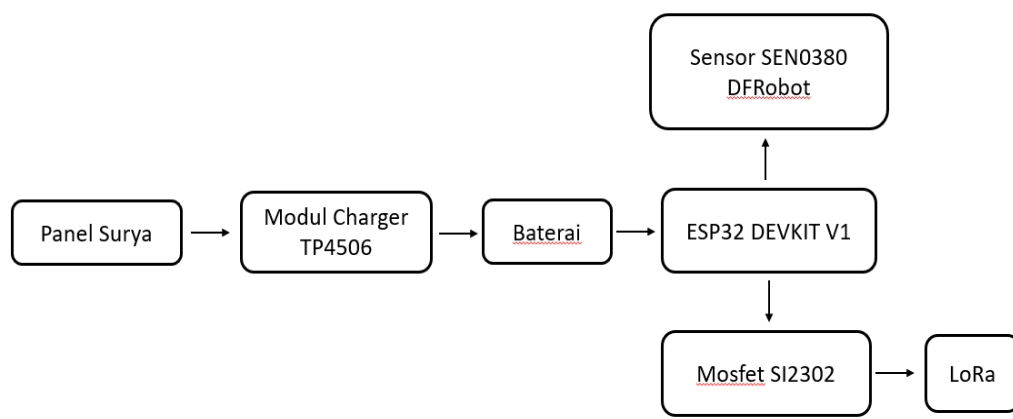 Sensor SEN0380
DFRobot
Panel Surya
Modul Charger
TP4506
Baterai
ESP32 DEVKIT V1
Mosfet SI2302
LoRa